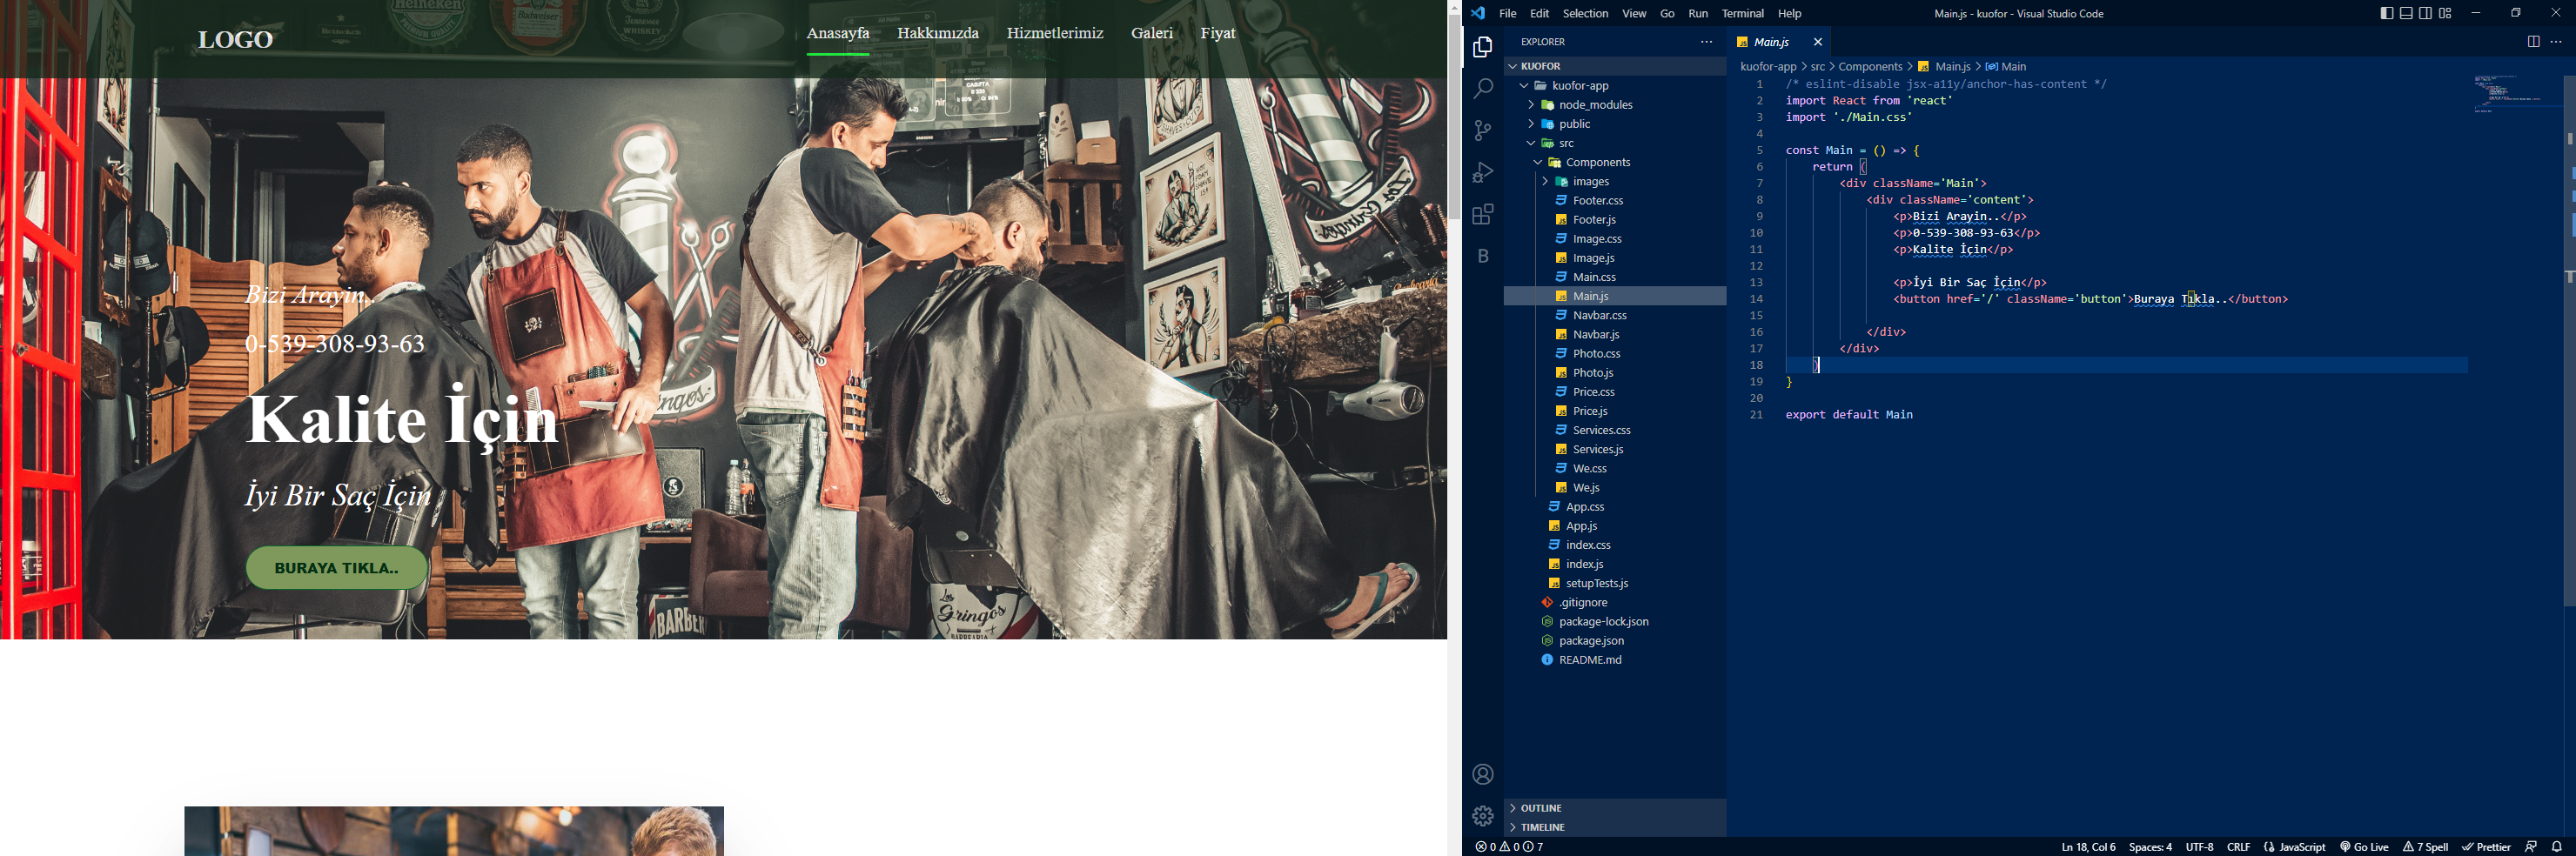 LOGO
Anasayfa Hakkımızda Hizmetlerimiz Galeri Fiyat
Heineken
Budweiser
WHISKEY
Bizi Arayin..
0-539-308-93-63
Kalite İçin
İyi Bir Saç İçin
BURAYA TIKLA..
BARBER
Los
Gringos
File Edit Selection View Go Run Terminal Help
Main.js - kuofor - Visual Studio Code
EXPLORER
KUOFOR
kuofor-app
node_modules
public
src
Components
images
Footer.css
Footer.js
Image.css
Image.js
Main.css
Main.js
Navbar.css
Navbar.js
Photo.css
Photo.js
Price.css
Price.js
Services.css
Services.js
We.css
We.js
App.css
App.js
index.css
index.js
setupTests.js
.gitignore
package-lock.json
package.json
README.md
OUTLINE
TIMELINE
Main.js
kuofor-app > src > Components > Main.js > Main
1 /* eslint-disable jsx-a11y/anchor-has-content */
2 import React from 'react'
3 import './Main.css'
4
5 const Main = () => {
6 return (
7 <div className='Main'>
8 <div className='content'>
9 <p>Bizi Arayin..</p>
10 <p>0-539-308-93-63</p>
11 <p>Kalite İçin</p>
12
13 <p>İyi Bir Saç İçin</p>
14 <button href='/' className='button'>Buraya Tıkla..</button>
15
16 </div>
17 </div>
18 )
19 }
20
21 export default Main
0 0 7
Ln 18, Col 6 Spaces: 4 UTF-8 CRLF JavaScript Go Live 7 Spell Prettier